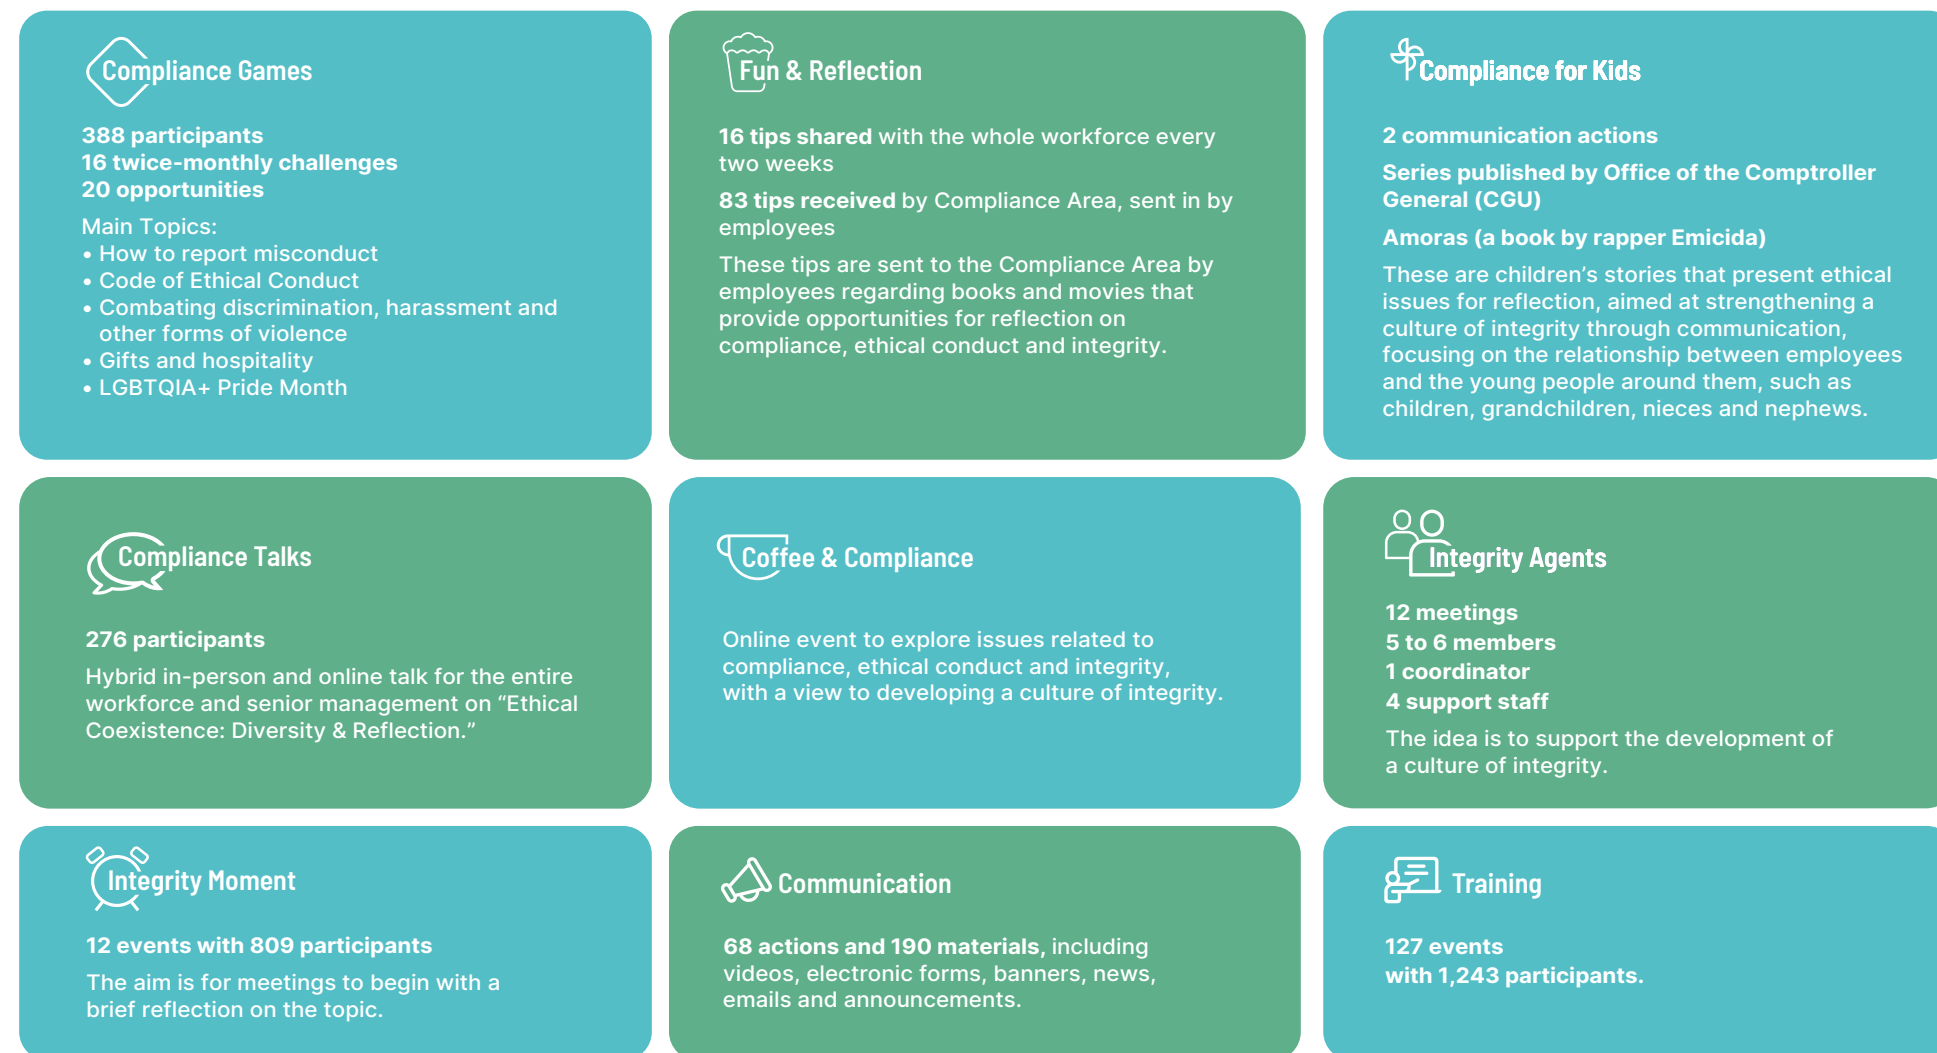 Compliance Games
388 participants
16 twice-monthly challenges
20 opportunities
Main Topics:
• How to report misconduct
• Code of Ethical Conduct
• Combating discrimination, harassment and
other forms of violence
• Gifts and hospitality
• LGBTQIA+ Pride Month
Fun & Reflection
16 tips shared with the whole workforce every
two weeks
83 tips received by Compliance Area, sent in by
employees
These tips are sent to the Compliance Area by
employees regarding books and movies that
provide opportunities for reflection on
compliance, ethical conduct and integrity.
Compliance for Kids
2 communication actions
Series published by Office of the Comptroller
General (CGU)
Amoras (a book by rapper Emicida)
These are children’s stories that present ethical
issues for reflection, aimed at strengthening a
culture of integrity through communication,
focusing on the relationship between employees
and the young people around them, such as
children, grandchildren, nieces and nephews.
Compliance Talks
276 participants
Hybrid in-person and online talk for the entire
workforce and senior management on “Ethical
Coexistence: Diversity & Reflection.”
Coffee & Compliance
Online event to explore issues related to
compliance, ethical conduct and integrity,
with a view to developing a culture of integrity.
Integrity Agents
12 meetings
5 to 6 members
1 coordinator
4 support staff
The idea is to support the development of
a culture of integrity.
Integrity Moment
12 events with 809 participants
The aim is for meetings to begin with a
brief reflection on the topic.
Communication
68 actions and 190 materials, including
videos, electronic forms, banners, news,
emails and announcements.
Training
127 events
with 1,243 participants.